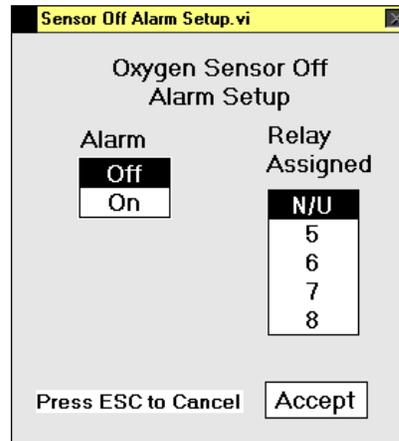 Sensor Off Alarm Setup.vi
Oxygen Sensor Off
Alarm Setup
Alarm
Off
On
Relay
Assigned
N/U
5
6
7
8
Press ESC to Cancel
Accept